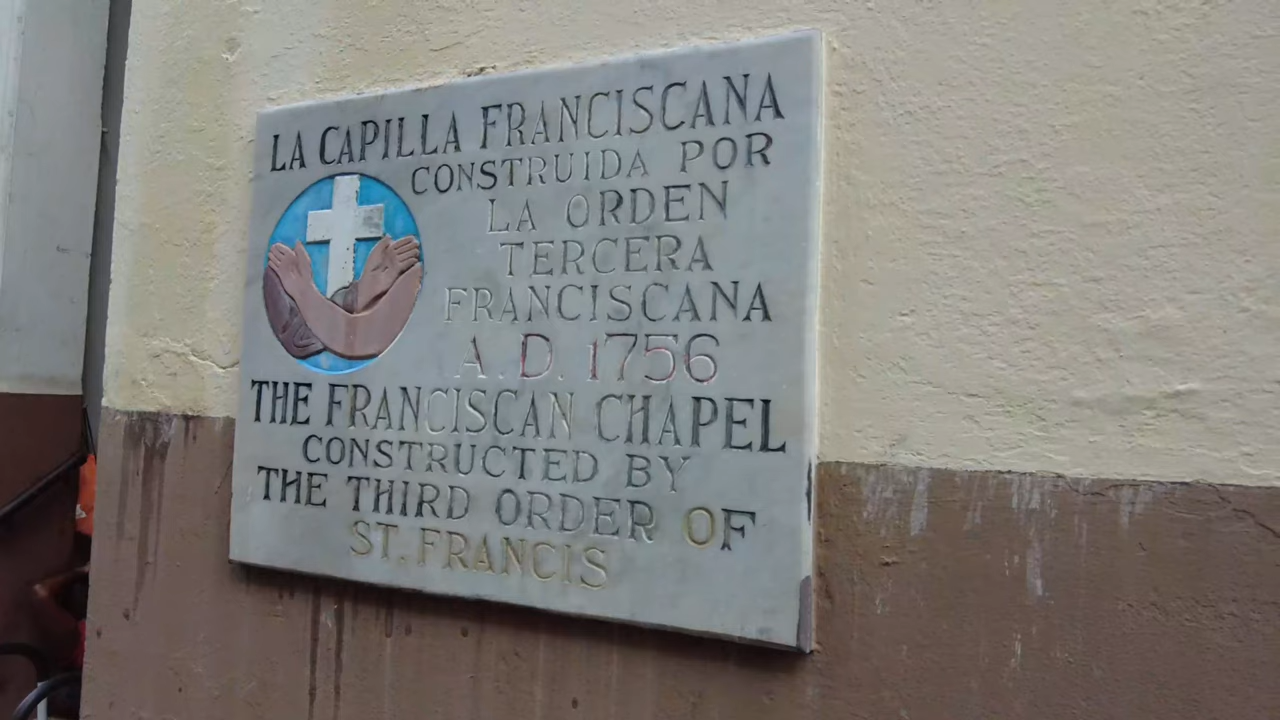 LA CAPILLA FRANCISCANA
CONSTRUIDA POR
LA ORDEN
TERCERA
FRANCISCANA
A.D. 1756
THE FRANCISCAN CHAPEL
CONSTRUCTED BY
THE THIRD ORDER OF
ST. FRANCIS